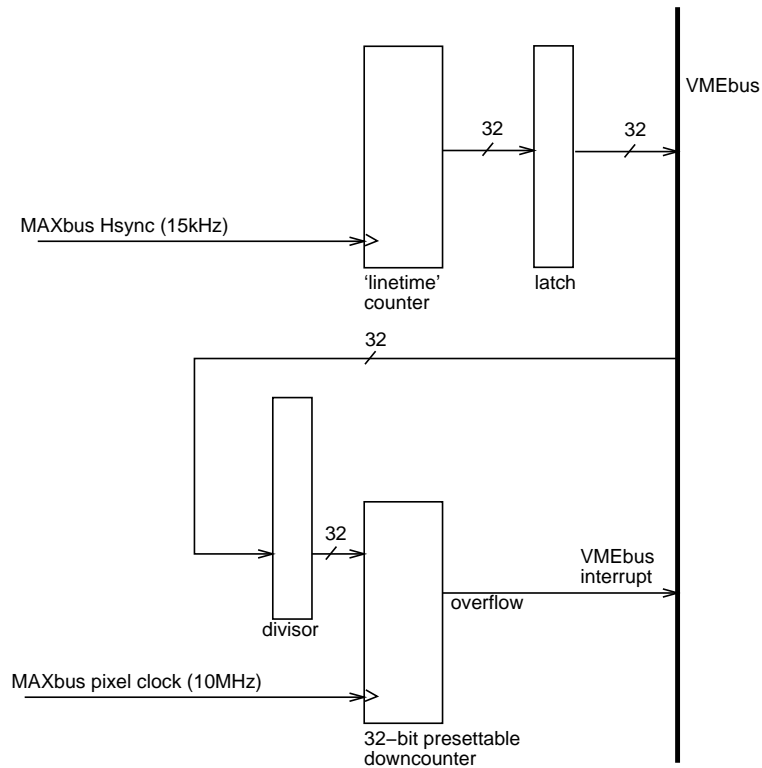 VMEbus
32
32
MAXbus Hsync (15kHz)
‘linetime’
counter
latch
32
32
VMEbus
interrupt
overflow
divisor
MAXbus pixel clock (10MHz)
32−bit presettable
downcounter